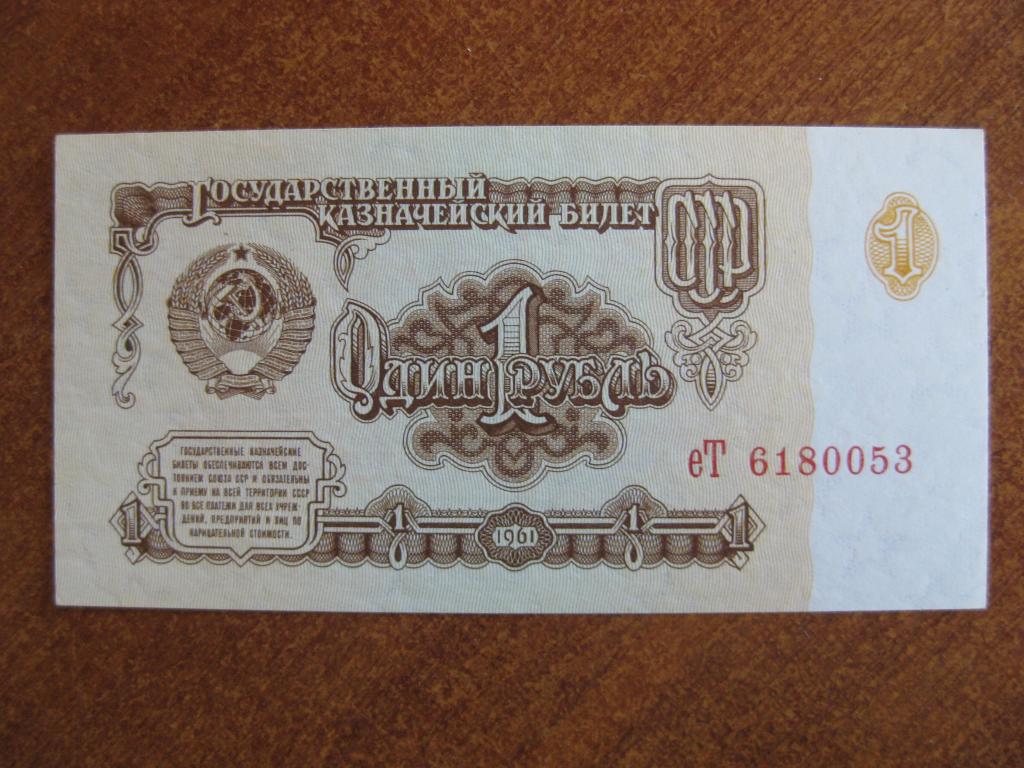 Государственный
казначейский билет
СССР
1
Один 1 рубль
еТ 6180053
ГОСУДАРСТВЕННЫЕ КАЗНАЧЕЙСКИЕ
БИЛЕТЫ ОБЕСПЕЧИВАЮТСЯ ВСЕМ ДОС-
ТОЯНИЕМ СОЮЗА ССР И ОБЯЗАТЕЛЬНЫ
К ПРИЕМУ НА ВСЕЙ ТЕРРИТОРИИ СССР
ВО ВСЕ ПЛАТЕЖИ ДЛЯ ВСЕХ УЧРЕЖ-
ДЕНИЙ, ПРЕДПРИЯТИЙ И ЛИЦ ПО
НАРИЦАТЕЛЬНОЙ СТОИМОСТИ.
1 1 1961 1 1